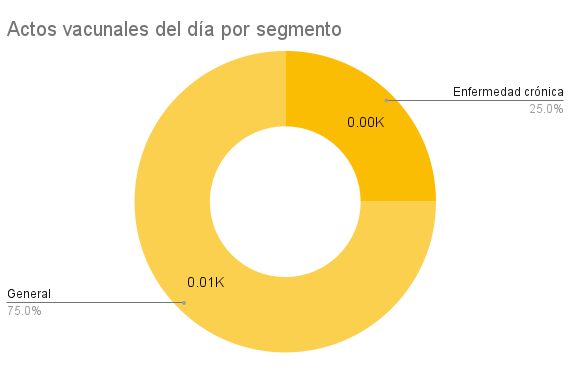 Actos vacunales del día por segmento
Enfermedad crónica
25.0%
0.00K
0.01K
General
75.0%